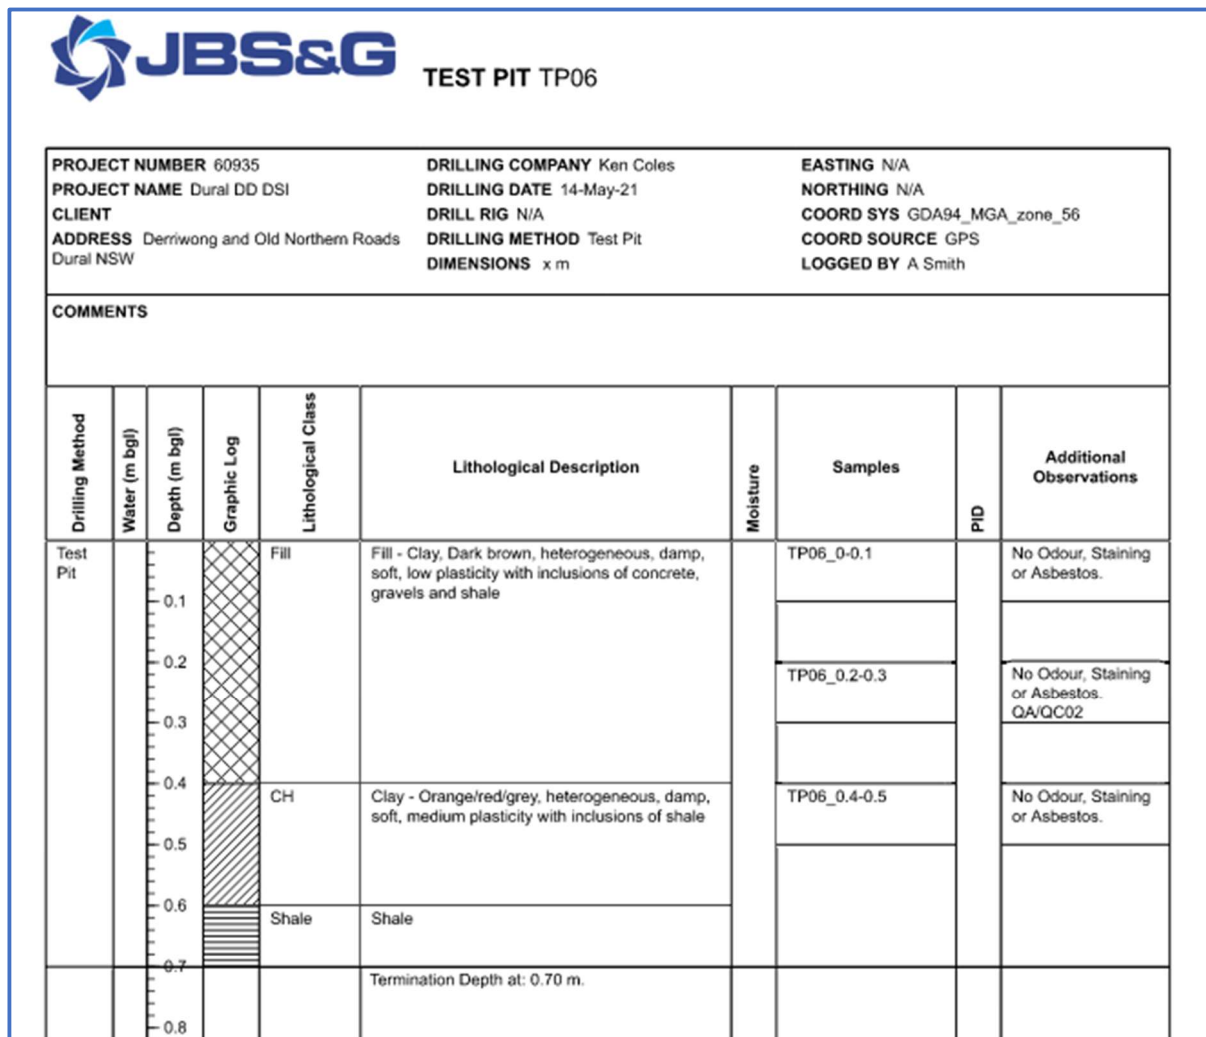 JBS&G
TEST PIT TP06
PROJECT NUMBER 60935
PROJECT NAME Dural DD DSI
CLIENT
ADDRESS Derriwong and Old Northern Roads
Dural NSW
DRILLING COMPANY Ken Coles
DRILLING DATE 14-May-21
DRILL RIG N/A
DRILLING METHOD Test Pit
DIMENSIONS x m
EASTING N/A
NORTHING N/A
COORD SYS GDA94_MGA_zone_56
COORD SOURCE GPS
LOGGED BY A Smith
COMMENTS
Drilling Method
Water (m bgl)
Depth (m bgl)
Graphic Log
Lithological Class
Lithological Description
Moisture
Samples
PID
Additional
Observations
Test
Pit
Fill
Fill - Clay, Dark brown, heterogeneous, damp,
soft, low plasticity with inclusions of concrete,
gravels and shale
TP06_0-0.1
No Odour, Staining
or Asbestos.
0.1
0.2
TP06_0.2-0.3
No Odour, Staining
or Asbestos.
QA/QC02
0.3
0.4
CH
Clay - Orange/red/grey, heterogeneous, damp,
soft, medium plasticity with inclusions of shale
TP06_0.4-0.5
No Odour, Staining
or Asbestos.
0.5
0.6
Shale
Shale
0.7
Termination Depth at: 0.70 m.
0.8